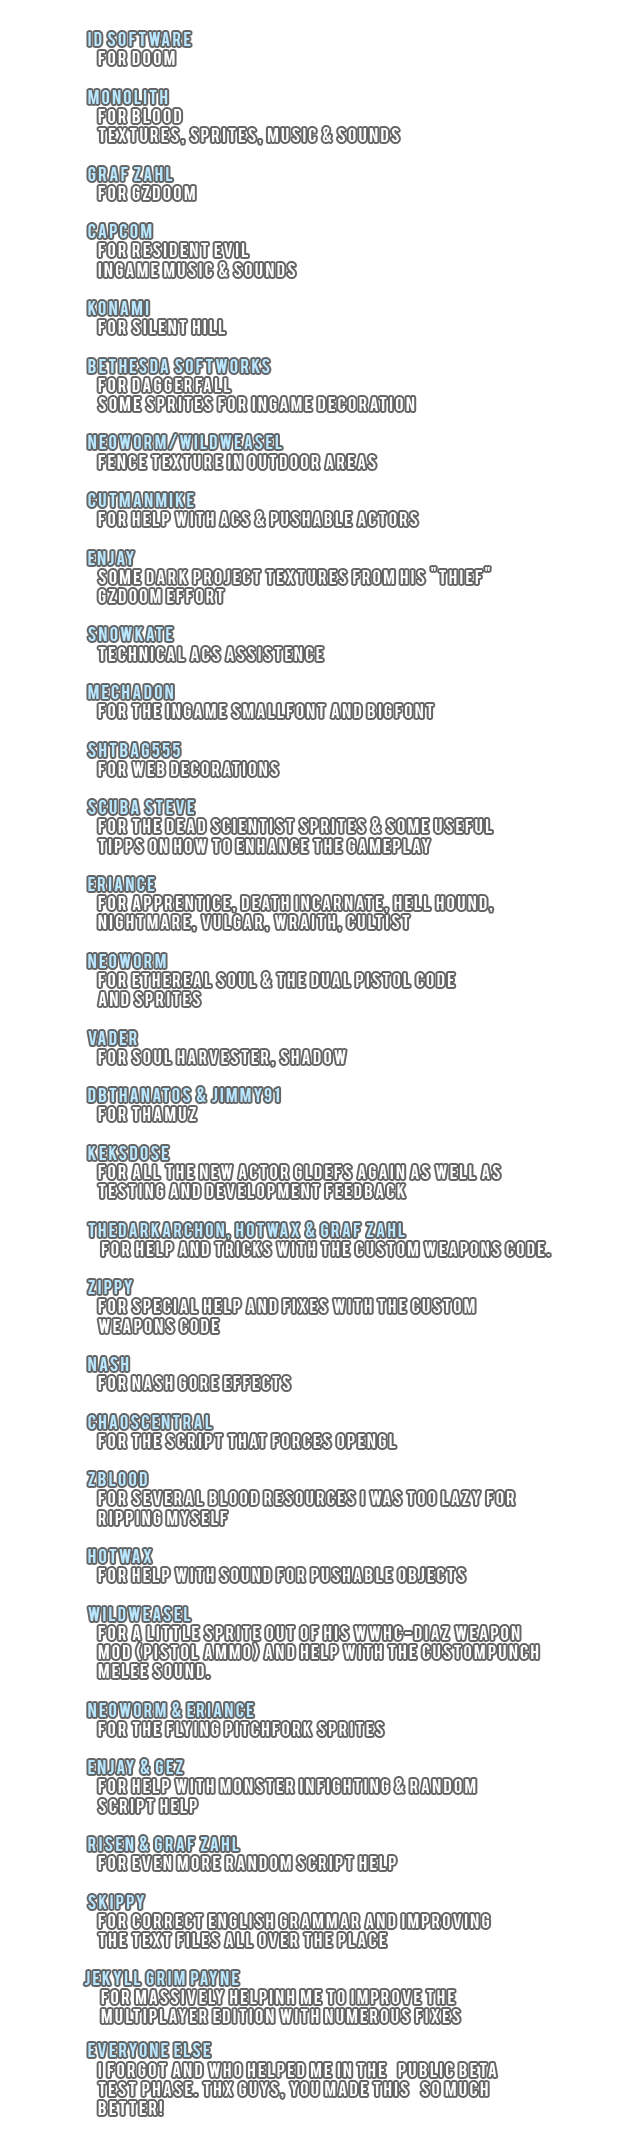 ID SOFTWARE
FOR DOOM
MONOLITH
FOR BLOOD
TEXTURES, SPRITES, MUSIC & SOUNDS
GRAF ZAHL
FOR GZDOOM
CAPCOM
FOR RESIDENT EVIL
INGAME MUSIC & SOUNDS
KONAMI
FOR SILENT HILL
BETHESDA SOFTWORKS
FOR DAGGERFALL
SOME SPRITES FOR INGAME DECORATION
NEOWORM/WILDWEASEL
FENCE TEXTURE IN OUTDOOR AREAS
CUTMANMIKE
FOR HELP WITH ACS & PUSHABLE ACTORS
ENJAY
SOME DARK PROJECT TEXTURES FROM HIS "THIEF"
GZDOOM EFFORT
SNOWKATE
TECHNICAL ACS ASSISTENCE
MECHADON
FOR THE INGAME SMALLFONT AND BIGFONT
SHTBAG555
FOR WEB DECORATIONS
SCUBA STEVE
FOR THE DEAD SCIENTIST SPRITES & SOME USEFUL
TIPPS ON HOW TO ENHANCE THE GAMEPLAY
ERIANCE
FOR APPRENTICE, DEATH INCARNATE, HELL HOUND,
NIGHTMARE, VULGAR, WRAITH, CULTIST
NEOWORM
FOR ETHEREAL SOUL & THE DUAL PISTOL CODE
AND SPRITES
VADER
FOR SOUL HARVESTER, SHADOW
DBTHANATOS & JIMMY91
FOR THAMUZ
KEKSDOSE
FOR ALL THE NEW ACTOR GLDEFS AGAIN AS WELL AS
TESTING AND DEVELOPMENT FEEDBACK
THEDARKARCHON, HOTWAX & GRAF ZAHL
FOR HELP AND TRICKS WITH THE CUSTOM WEAPONS CODE.
ZIPPY
FOR SPECIAL HELP AND FIXES WITH THE CUSTOM
WEAPONS CODE
NASH
FOR NASH GORE EFFECTS
CHAOSCENTRAL
FOR THE SCRIPT THAT FORCES OPENGL
ZBLOOD
FOR SEVERAL BLOOD RESOURCES I WAS TOO LAZY FOR
RIPPING MYSELF
HOTWAX
FOR HELP WITH SOUND FOR PUSHABLE OBJECTS
WILDWEASEL
FOR A LITTLE SPRITE OUT OF HIS WWHC-DIAZ WEAPON
MOD (PISTOL AMMO) AND HELP WITH THE CUSTOMPUNCH
MELEE SOUND.
NEOWORM & ERIANCE
FOR THE FLYING PITCHFORK SPRITES
ENJAY & GEZ
FOR HELP WITH MONSTER INFIGHTING & RANDOM
SCRIPT HELP
RISEN & GRAF ZAHL
FOR EVEN MORE RANDOM SCRIPT HELP
SKIPPY
FOR CORRECT ENGLISH GRAMMAR AND IMPROVING
THE TEXT FILES ALL OVER THE PLACE
JEKYLL GRIM PAYNE
FOR MASSIVELY HELPINH ME TO IMPROVE THE
MULTIPLAYER EDITION WITH NUMEROUS FIXES
EVERYONE ELSE
I FORGOT AND WHO HELPED ME IN THE PUBLIC BETA
TEST PHASE. THX GUYS, YOU MADE THIS SO MUCH
BETTER!